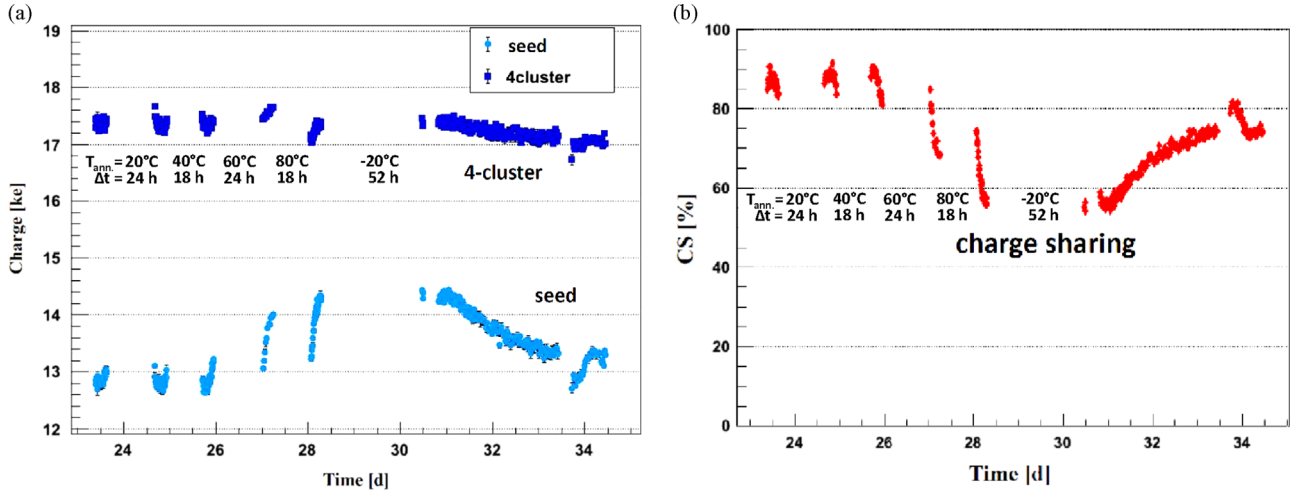 (a)
19
18
17
16
15
14
13
12
Charge [ke]
seed
4cluster
T_ann. = 20°C 40°C 60°C 80°C -20°C
Δt = 24 h 18 h 24 h 18 h 52 h
4-cluster
seed
24 26 28 30 32 34
Time [d]
(b)
100
80
60
40
20
0
CS [%]
T_ann. = 20°C 40°C 60°C 80°C -20°C
Δt = 24 h 18 h 24 h 18 h 52 h
charge sharing
24 26 28 30 32 34
Time [d]